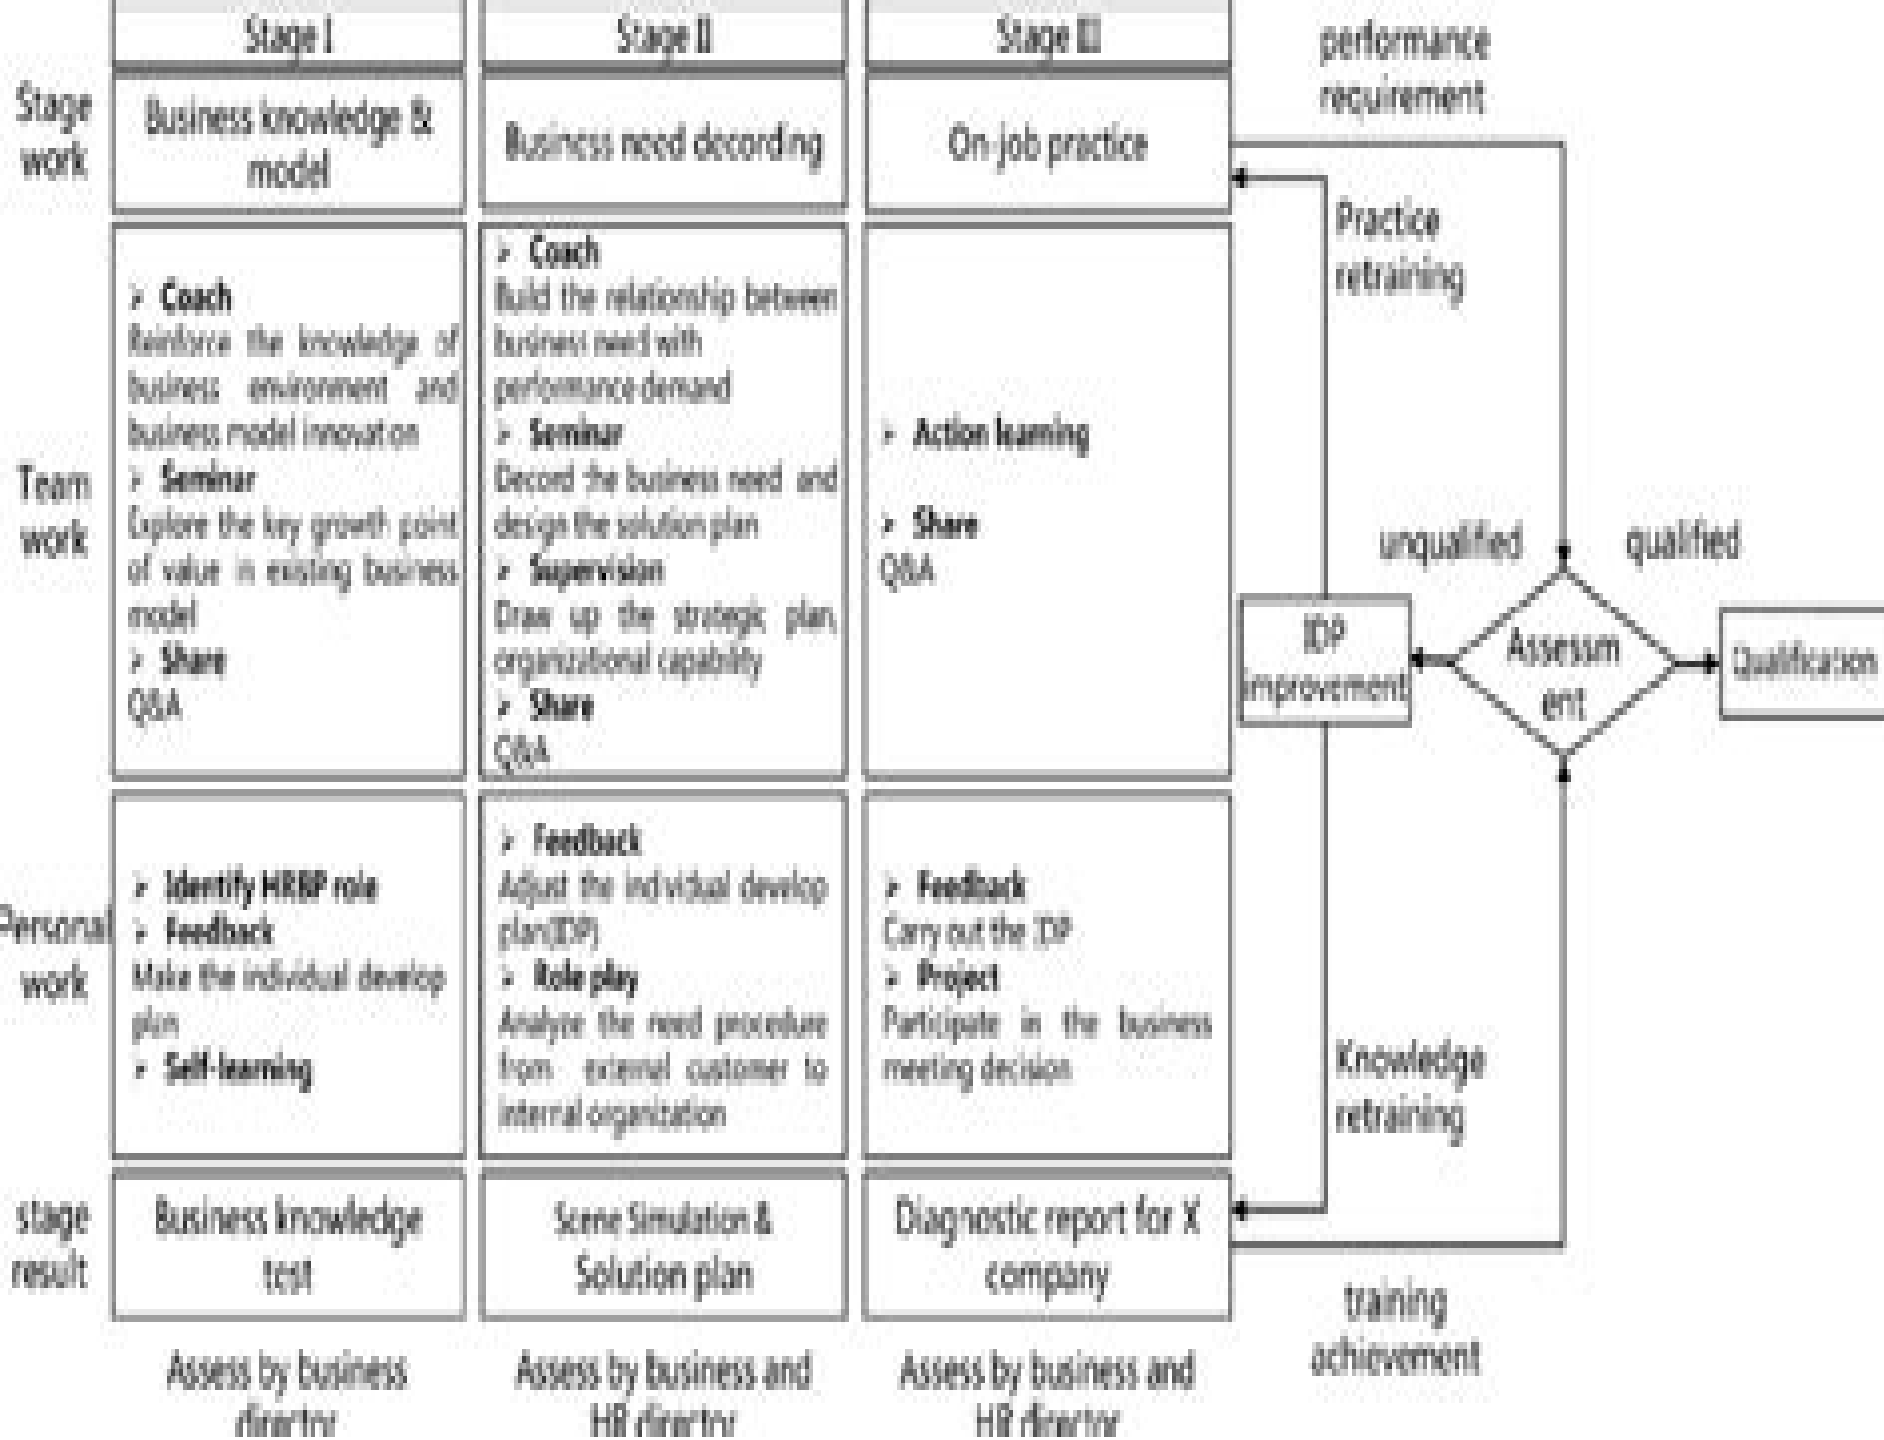 Stage I
Stage II
Stage III
performance
requirement
Stage
work
Business knowledge &
model
Business need decording
On-job practice
Practice
retraining
Team
work
➢ Coach
Reinforce the knowledge of
business environment and
business model innovation
➢ Seminar
Explore the key growth point
of value in existing business
model
➢ Share
Q&A
➢ Coach
Build the relationship between
business need with
performance demand
➢ Seminar
Decord the business need and
design the solution plan
➢ Supervision
Draw up the strategic plan,
organizational capability
➢ Share
Q&A
➢ Action learning
➢ Share
Q&A
unqualified
qualified
IDP
improvement
Assessm
ent
Qualification
Personal
work
➢ Identify HRBP role
➢ Feedback
Make the individual develop
plan
➢ Self-learning
➢ Feedback
Adjust the individual develop
plan(IDP)
➢ Role play
Analyze the need procedure
from external customer to
internal organization
➢ Feedback
Carry out the IDP
➢ Project
Participate in the business
meeting decision
Knowledge
retraining
stage
result
Business knowledge
test
Scene Simulation &
Solution plan
Diagnostic report for X
company
training
achievement
Assess by business
director
Assess by business and
HR director
Assess by business and
HR director